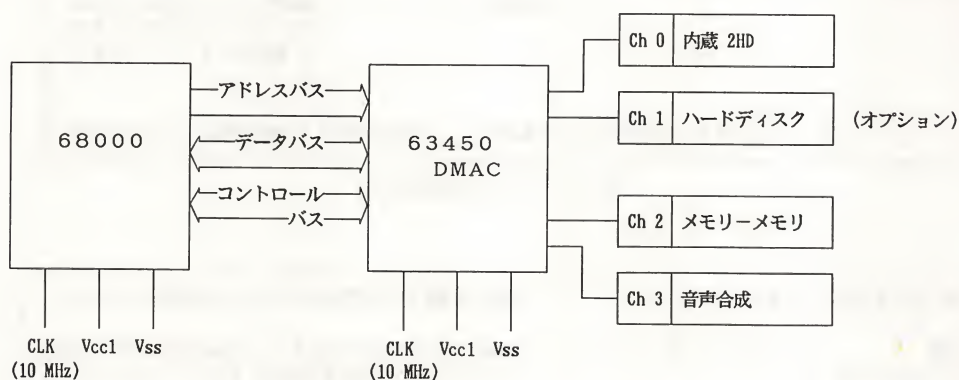 Ch 0 内蔵 2HD
68000
アドレスバス
Ch 1 ハードディスク (オプション)
データバス
63450
DMAC
コントロール
バス
Ch 2 メモリーメモリ
Ch 3 音声合成
CLK Vcc1 Vss
(10 MHz)
CLK Vcc1 Vss
(10 MHz)